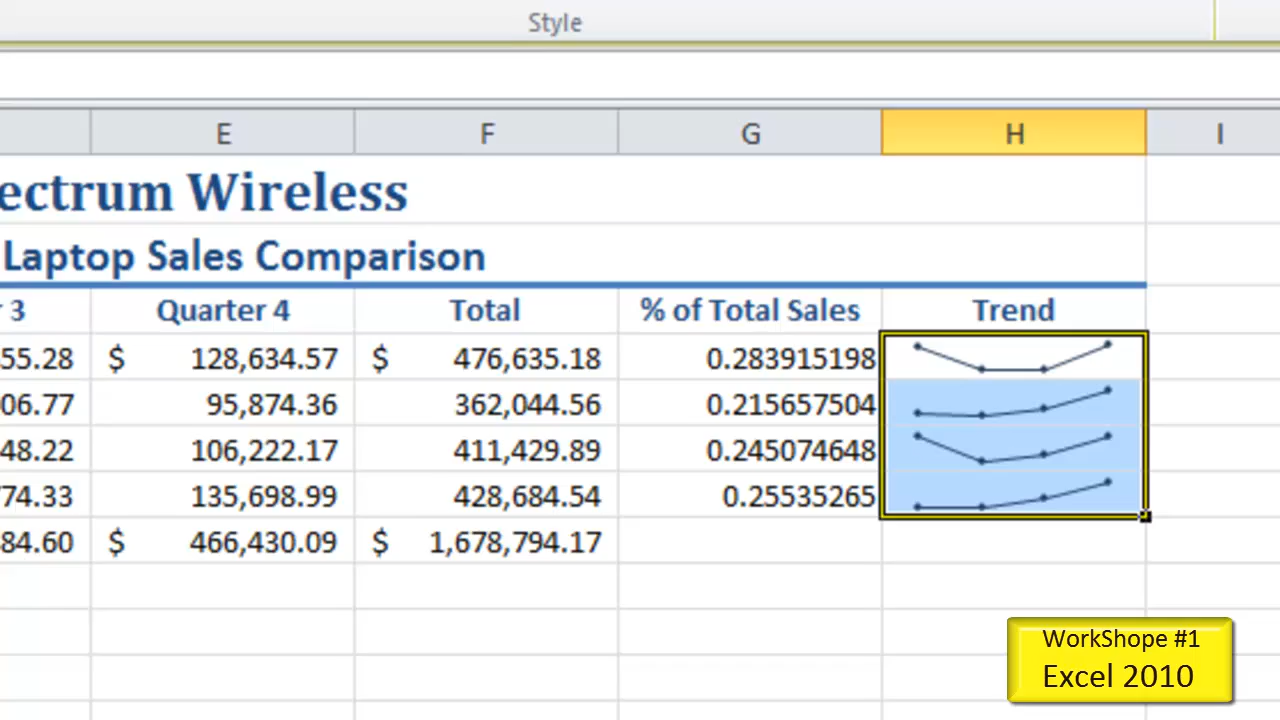 Style
E F G H I
ectrum Wireless
Laptop Sales Comparison
r 3 Quarter 4 Total % of Total Sales Trend
55.28 $ 128,634.57 $ 476,635.18 0.283915198
06.77 95,874.36 362,044.56 0.215657504
48.22 106,222.17 411,429.89 0.245074648
74.33 135,698.99 428,684.54 0.25535265
84.60 $ 466,430.09 $ 1,678,794.17
WorkShope #1
Excel 2010